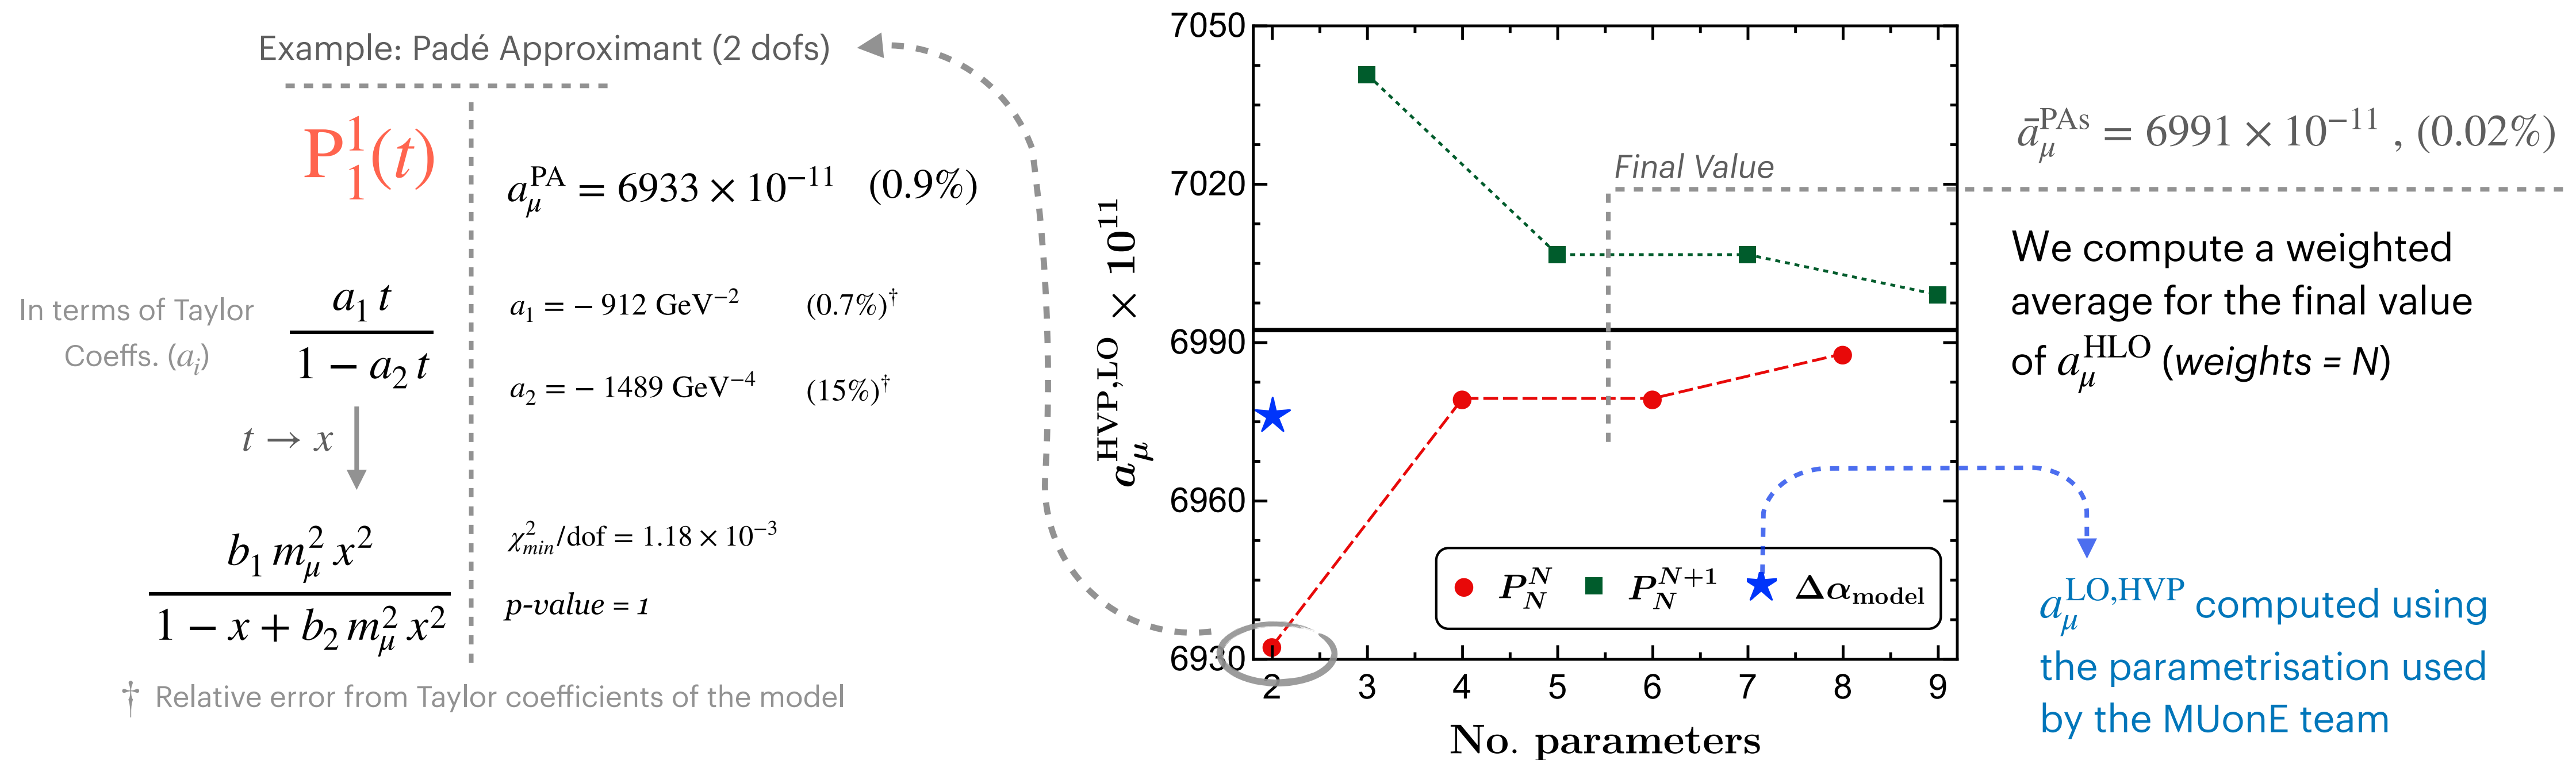 Example: Padé Approximant (2 dofs)
P₁¹(t)
a_μ^PA = 6933 × 10⁻¹¹ (0.9%)
In terms of Taylor
Coeffs. (a_i)
a₁ t
1 − a₂ t
a₁ = − 912 GeV⁻² (0.7%)†
a₂ = − 1489 GeV⁻⁴ (15%)†
t → x
b₁ m_μ² x²
1 − x + b₂ m_μ² x²
χ²_min/dof = 1.18 × 10⁻³
p-value = 1
† Relative error from Taylor coefficients of the model
a_μ^HVP,LO × 10¹¹
7050
7020
6990
6960
6930
2 3 4 5 6 7 8 9
No. parameters
Final Value
P_N^N P_N^N+1 Δα_model
ā_μ^PAs = 6991 × 10⁻¹¹ , (0.02%)
We compute a weighted
average for the final value
of a_μ^HLO (weights = N)
a_μ^LO,HVP computed using
the parametrisation used
by the MUonE team